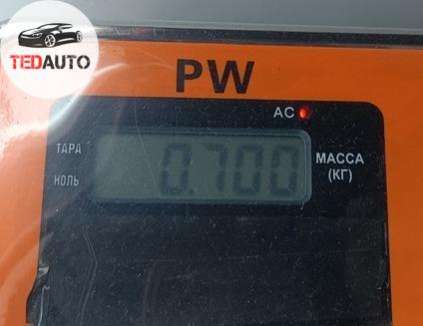 TEDAUTO
PW
AC
ТАРА
НОЛЬ
0.700
МАССА
(КГ)